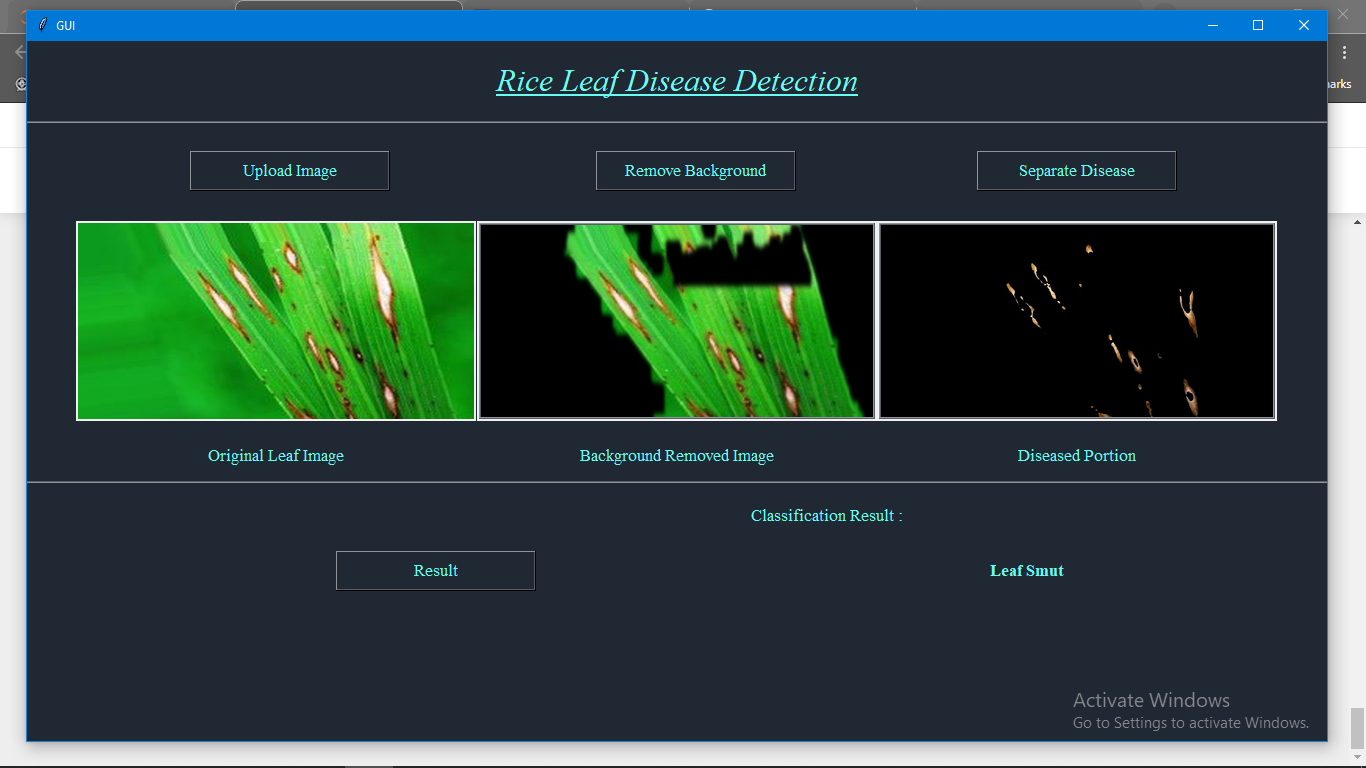 GUI
arks
Rice Leaf Disease Detection
Upload Image
Remove Background
Separate Disease
Original Leaf Image
Background Removed Image
Diseased Portion
Classification Result :
Result
Leaf Smut
Activate Windows
Go to Settings to activate Windows.